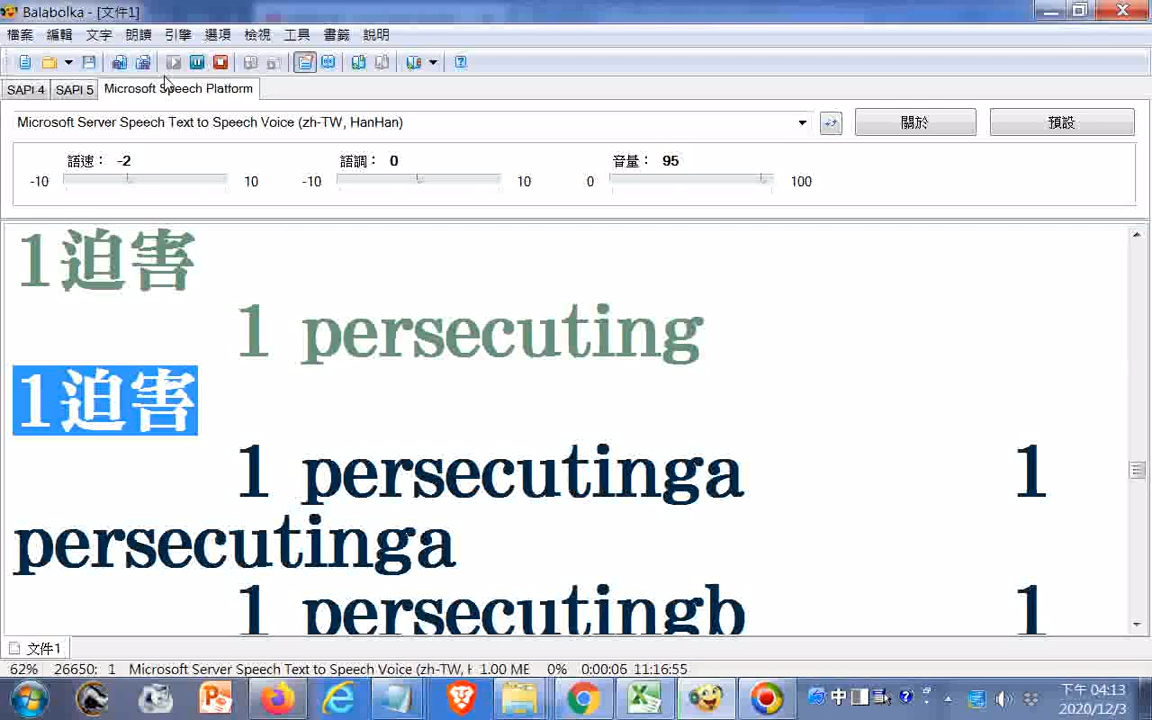 Balabolka - [文件1]
檔案 編輯 文字 朗讀 引擎 選項 檢視 工具 書籤 說明
SAPI 4 SAPI 5 Microsoft Speech Platform
Microsoft Server Speech Text to Speech Voice (zh-TW, HanHan) 關於 預設
語速： -2 語調： 0 音量： 95
-10 10 -10 10 0 100
1迫害
1 persecuting
1迫害
1 persecutinga 1
persecutinga
1 persecutingb 1
文件1
62% 26650: 1 Microsoft Server Speech Text to Speech Voice (zh-TW, H 1.00 ME 0% 0:00:06 11:16:55
中 下午 04:13
2020/12/3